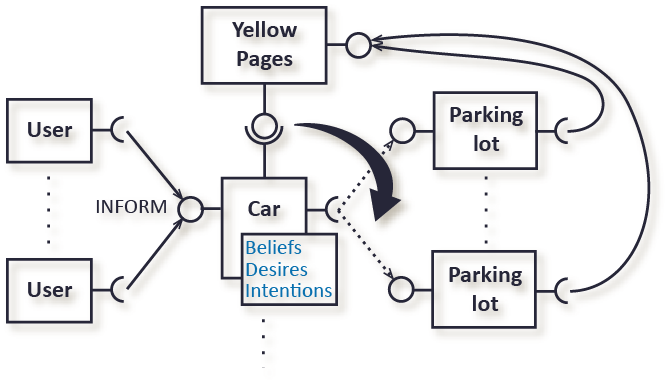 Yellow
Pages
User
Parking
lot
INFORM
Car
Beliefs
Desires
Intentions
User
Parking
lot